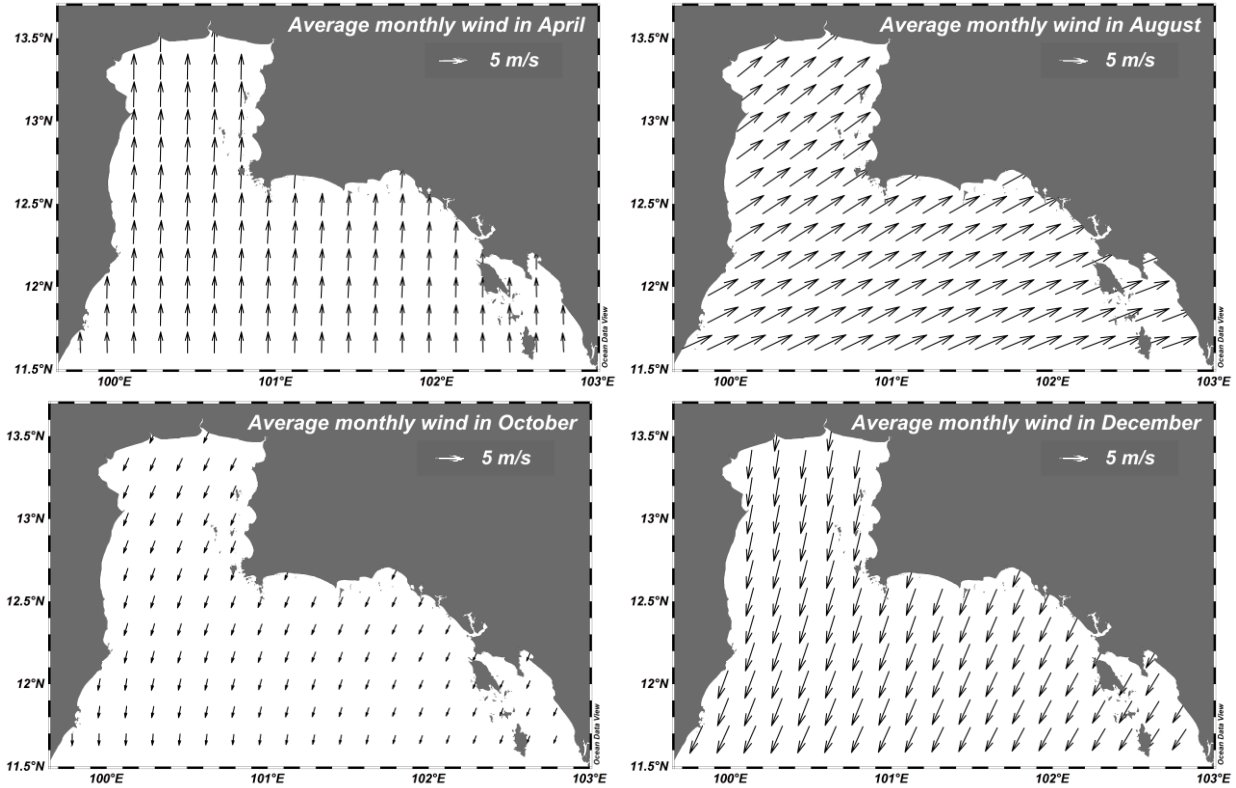 Average monthly wind in April
5 m/s
13.5°N
13°N
12.5°N
12°N
11.5°N
100°E 101°E 102°E 103°E
Ocean Data View
Average monthly wind in August
5 m/s
13.5°N
13°N
12.5°N
12°N
11.5°N
100°E 101°E 102°E 103°E
Ocean Data View
Average monthly wind in October
5 m/s
13.5°N
13°N
12.5°N
12°N
11.5°N
100°E 101°E 102°E 103°E
Ocean Data View
Average monthly wind in December
5 m/s
13.5°N
13°N
12.5°N
12°N
11.5°N
100°E 101°E 102°E 103°E
Ocean Data View